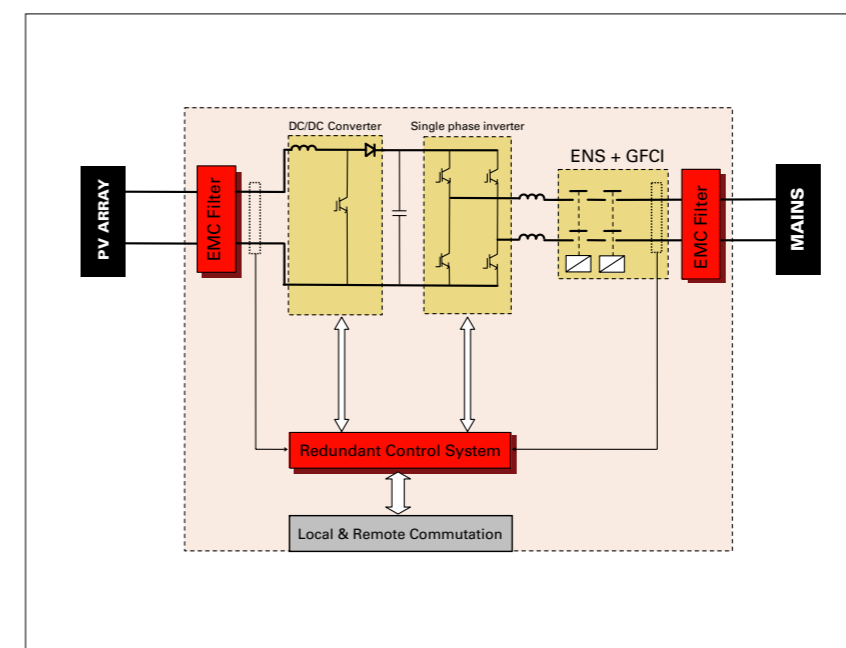 DC/DC Converter
Single phase inverter
ENS + GFCI
PV ARRAY
EMC Filter
EMC Filter
MAINS
Redundant Control System
Local & Remote Commutation